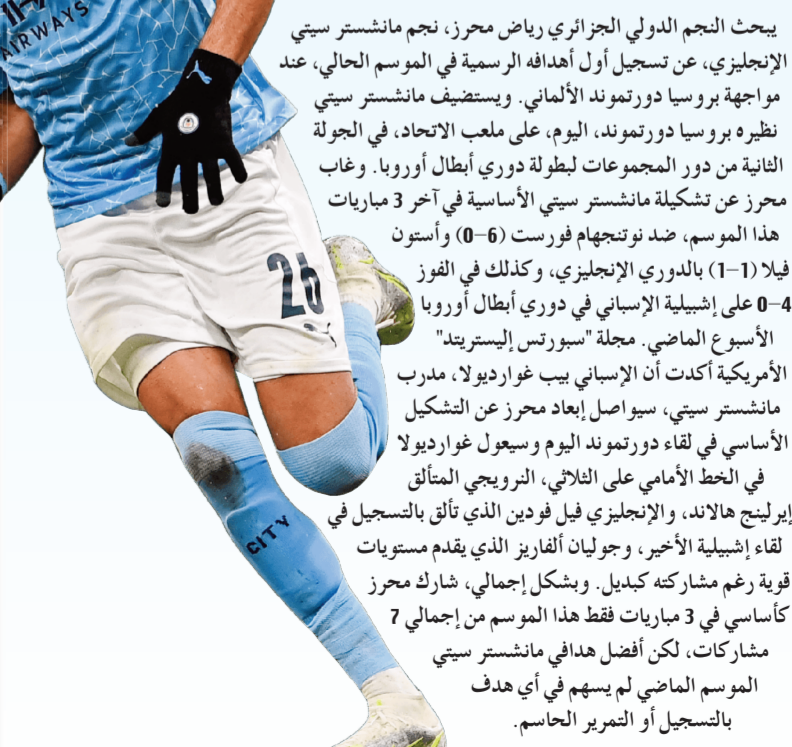 يبحث النجم الدولي الجزائري رياض محرز، نجم مانشستر سيتي
الإنجليزي، عن تسجيل أول أهدافه الرسمية في الموسم الحالي، عند
مواجهة بروسيا دورتموند الألماني. ويستضيف مانشستر سيتي
نظيره بروسيا دورتموند، اليوم، على ملعب الاتحاد، في الجولة
الثانية من دور المجموعات لبطولة دوري أبطال أوروبا. وغاب
محرز عن تشكيلة مانشستر سيتي الأساسية في آخر 3 مباريات
هذا الموسم، ضد نوتنجهام فورست (6–0) وأستون
فيلا (1–1) بالدوري الإنجليزي، وكذلك في الفوز
4–0 على إشبيلية الإسباني في دوري أبطال أوروبا
الأسبوع الماضي. مجلة "سبورتس إليستريتد"
الأمريكية أكدت أن الإسباني بيب غوارديولا، مدرب
مانشستر سيتي، سيواصل إبعاد محرز عن التشكيل
الأساسي في لقاء دورتموند اليوم وسيعول غوارديولا
في الخط الأمامي على الثلاثي، النرويجي المتألق
إيرلينج هالاند، والإنجليزي فيل فودين الذي تألق بالتسجيل في
لقاء إشبيلية الأخير، وجوليان ألفاريز الذي يقدم مستويات
قوية رغم مشاركته كبديل. وبشكل إجمالي، شارك محرز
كأساسي في 3 مباريات فقط هذا الموسم من إجمالي 7
مشاركات، لكن أفضل هدافي مانشستر سيتي
الموسم الماضي لم يسهم في أي هدف
بالتسجيل أو التمرير الحاسم.
AIRWAYS
26
CITY